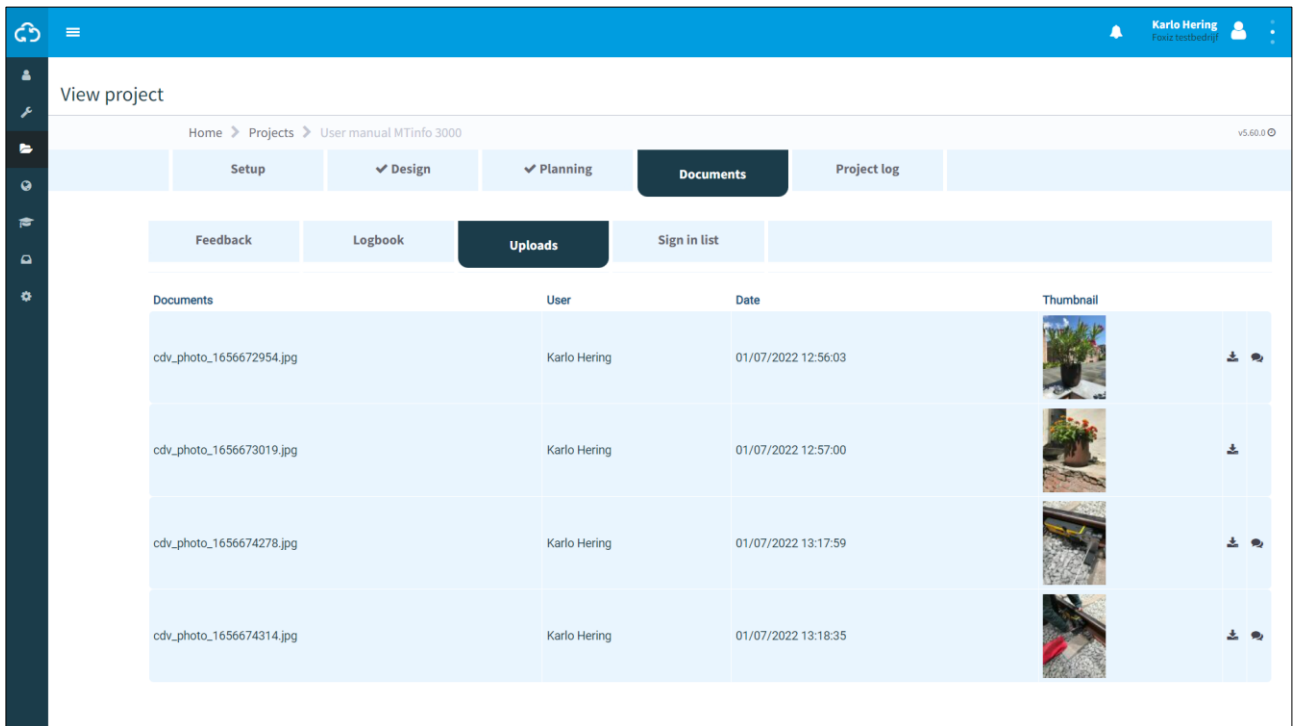 Karlo Hering
Foxiz testbedrijf
View project
Home Projects User manual MTinfo 3000 v5.60.0
Setup Design Planning Documents Project log
Feedback Logbook Uploads Sign in list
Documents User Date Thumbnail
cdv_photo_1656672954.jpg Karlo Hering 01/07/2022 12:56:03
cdv_photo_1656673019.jpg Karlo Hering 01/07/2022 12:57:00
cdv_photo_1656674278.jpg Karlo Hering 01/07/2022 13:17:59
cdv_photo_1656674314.jpg Karlo Hering 01/07/2022 13:18:35